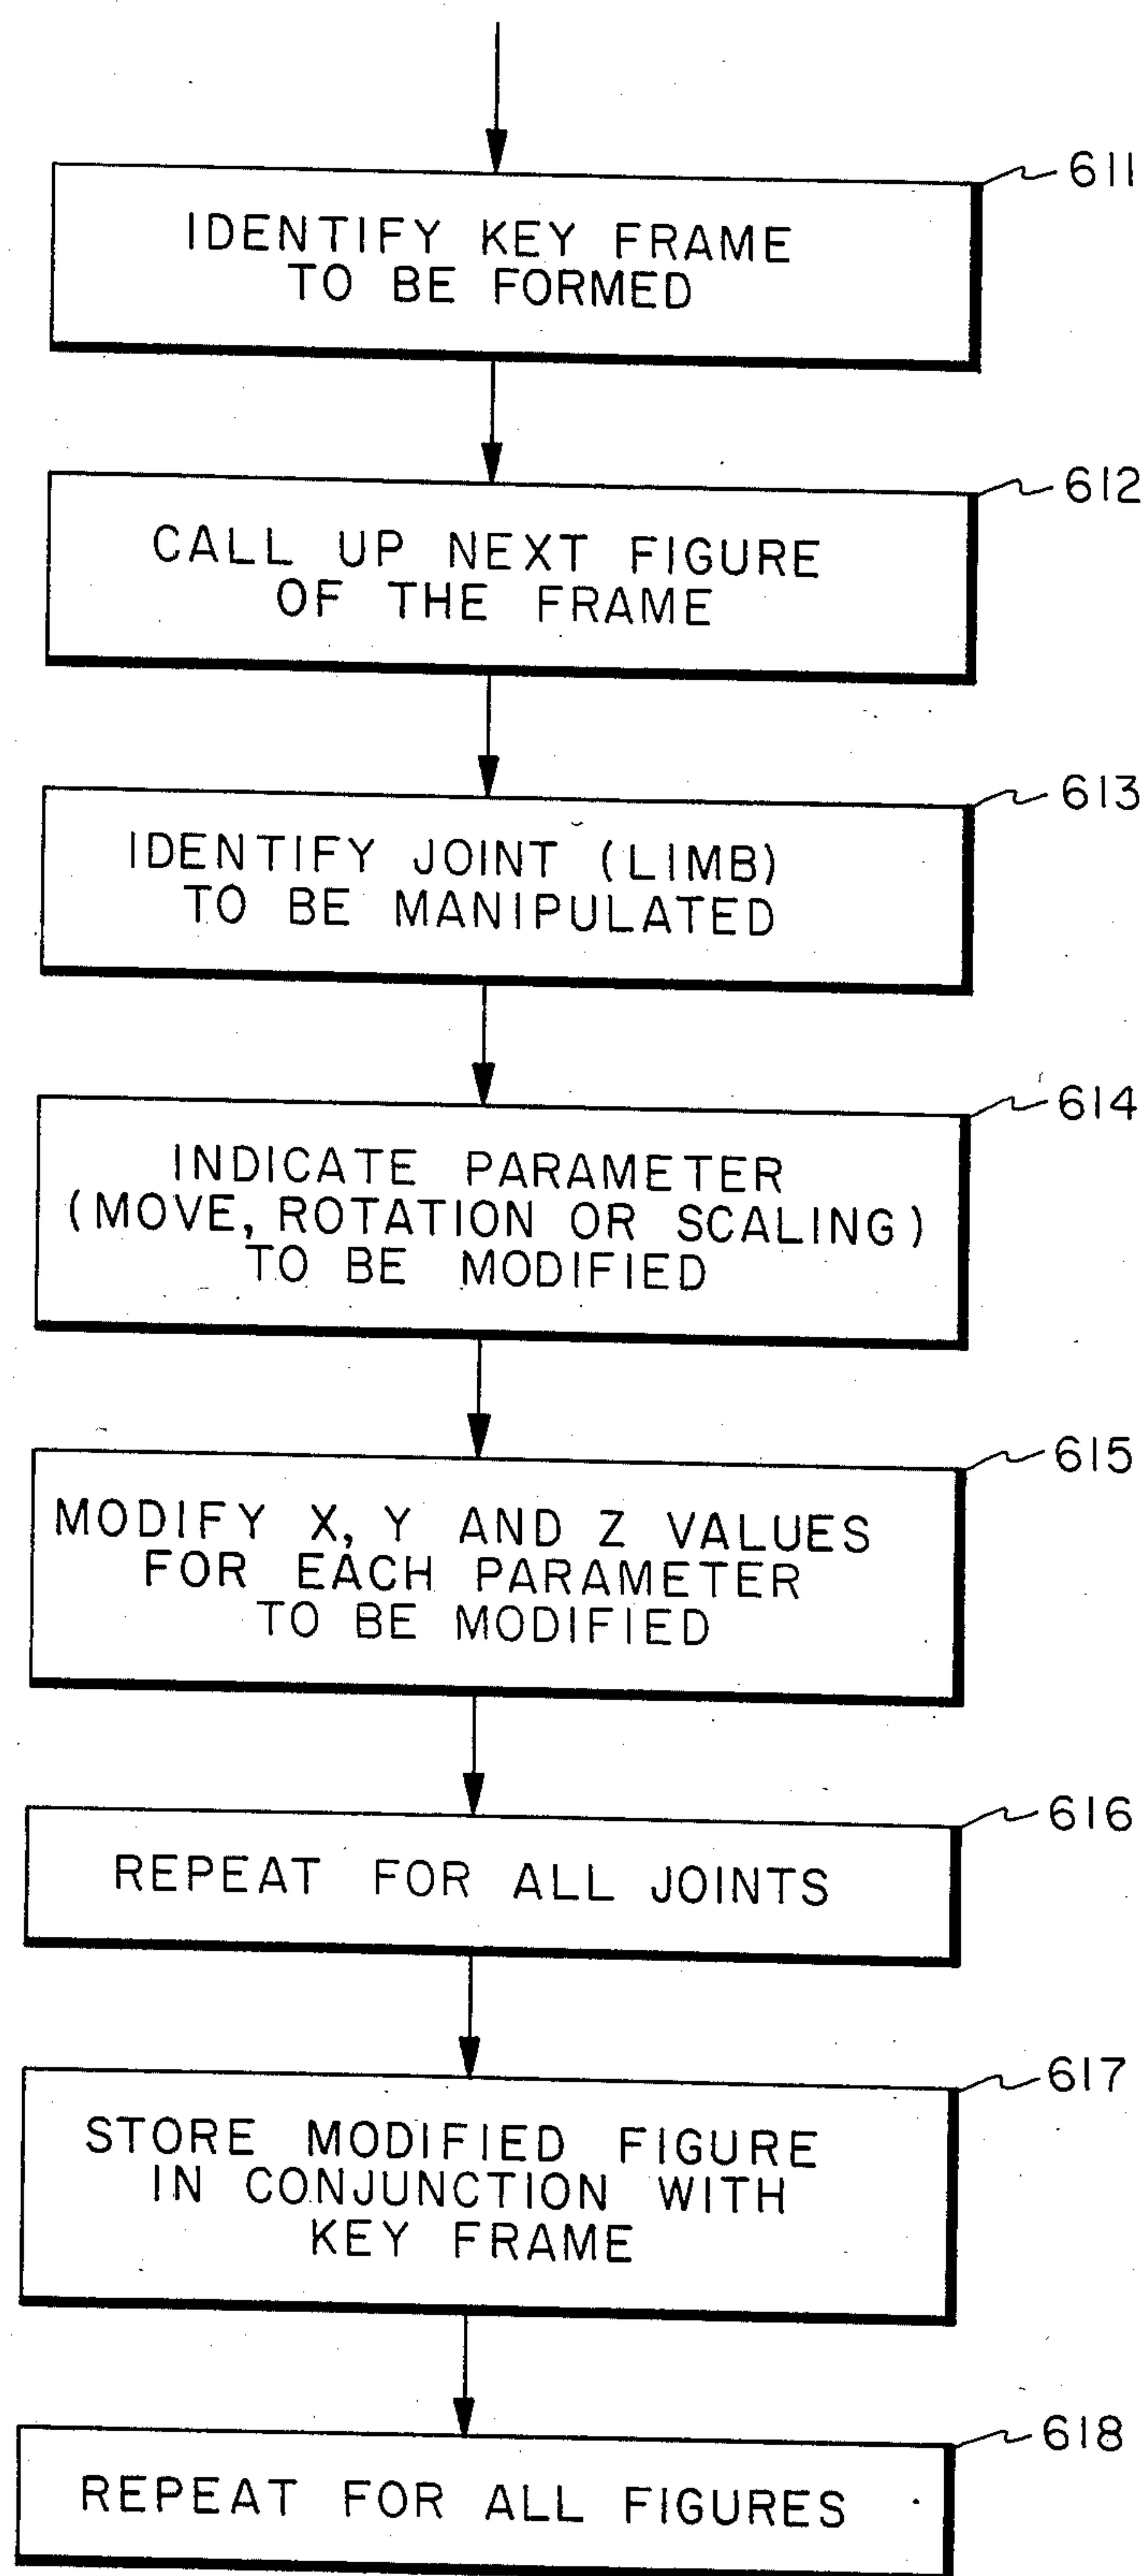 611
IDENTIFY KEY FRAME
TO BE FORMED
612
CALL UP NEXT FIGURE
OF THE FRAME
613
IDENTIFY JOINT (LIMB)
TO BE MANIPULATED
614
INDICATE PARAMETER
(MOVE, ROTATION OR SCALING)
TO BE MODIFIED
615
MODIFY X, Y AND Z VALUES
FOR EACH PARAMETER
TO BE MODIFIED
616
REPEAT FOR ALL JOINTS
617
STORE MODIFIED FIGURE
IN CONJUNCTION WITH
KEY FRAME
618
REPEAT FOR ALL FIGURES